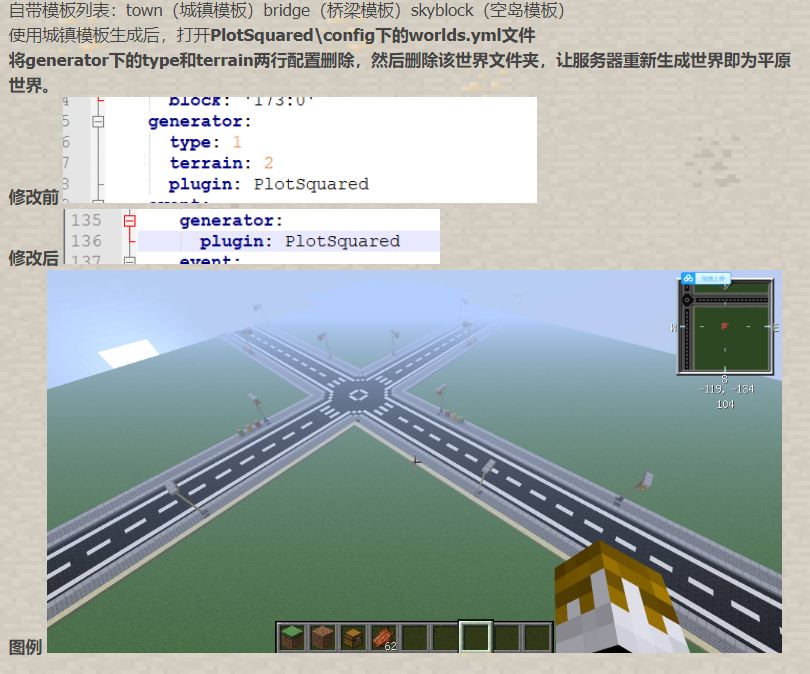 自带模板列表：town（城镇模板）bridge（桥梁模板）skyblock（空岛模板）
使用城镇模板生成后，打开PlotSquared\config下的worlds.yml文件
将generator下的type和terrain两行配置删除，然后删除该世界文件夹，让服务器重新生成世界即为平原
世界。
4 block: '173:0'
5 generator:
6 type: 1
7 terrain: 2
8 plugin: PlotSquared
event:
修改前
135 generator:
136 plugin: PlotSquared
137 event:
修改后
W E
S
-119, -134
104
62
图例